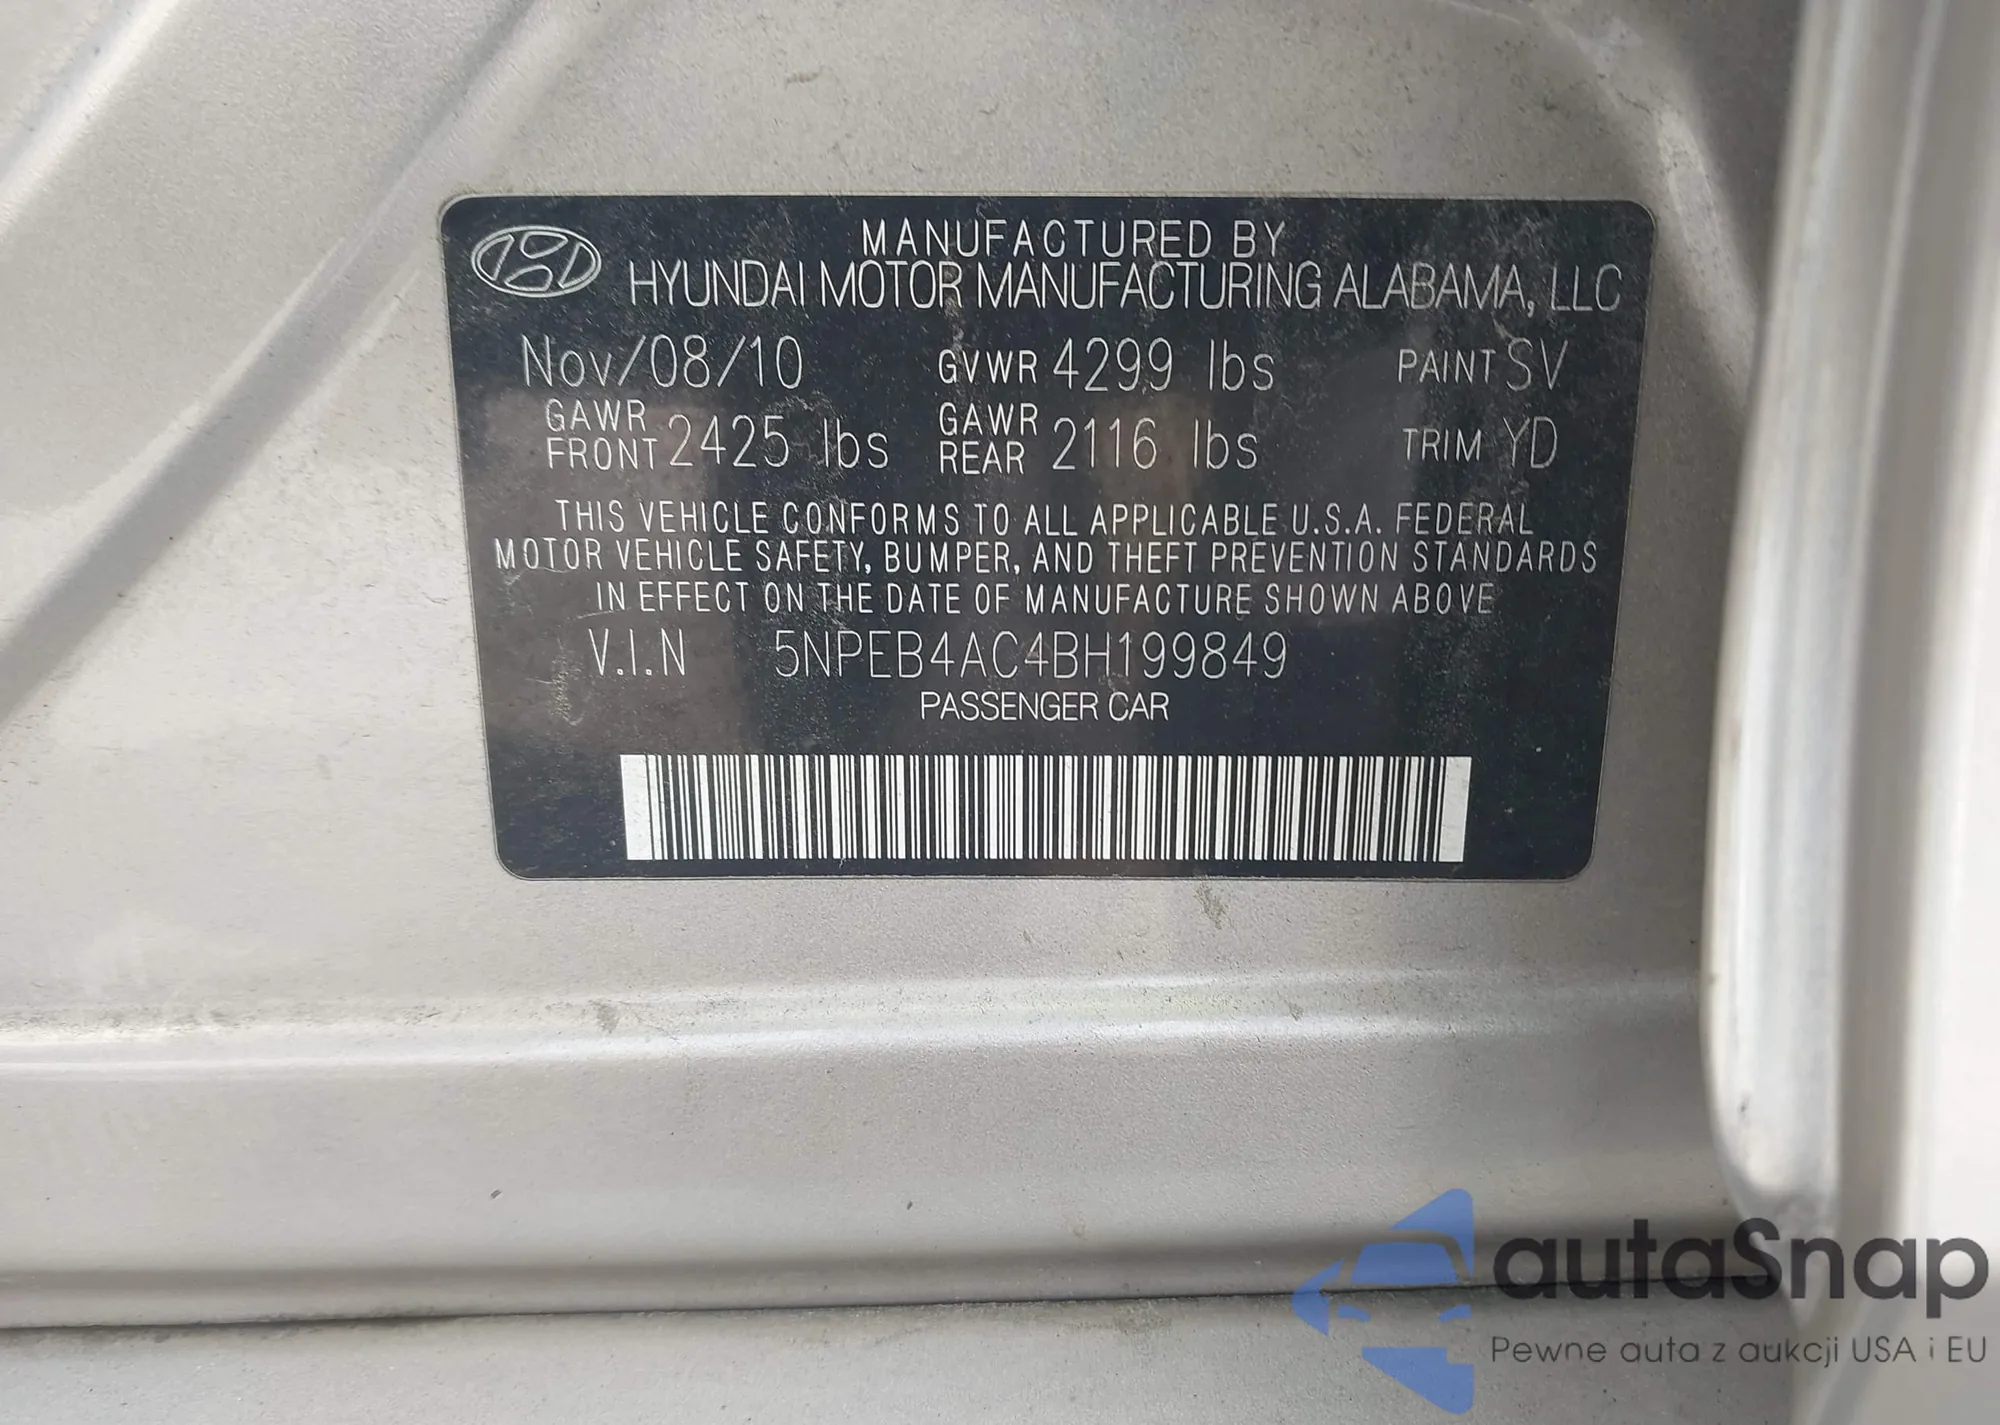 MANUFACTURED BY
HYUNDAI MOTOR MANUFACTURING ALABAMA, LLC
Nov/08/10 GVWR 4299 lbs PAINT SV
GAWR FRONT 2425 lbs GAWR REAR 2116 lbs TRIM YD
THIS VEHICLE CONFORMS TO ALL APPLICABLE U.S.A. FEDERAL
MOTOR VEHICLE SAFETY, BUMPER, AND THEFT PREVENTION STANDARDS
IN EFFECT ON THE DATE OF MANUFACTURE SHOWN ABOVE
V.I.N 5NPEB4AC4BH199849
PASSENGER CAR
autaSnap
Pewne auta z aukcji USA i EU